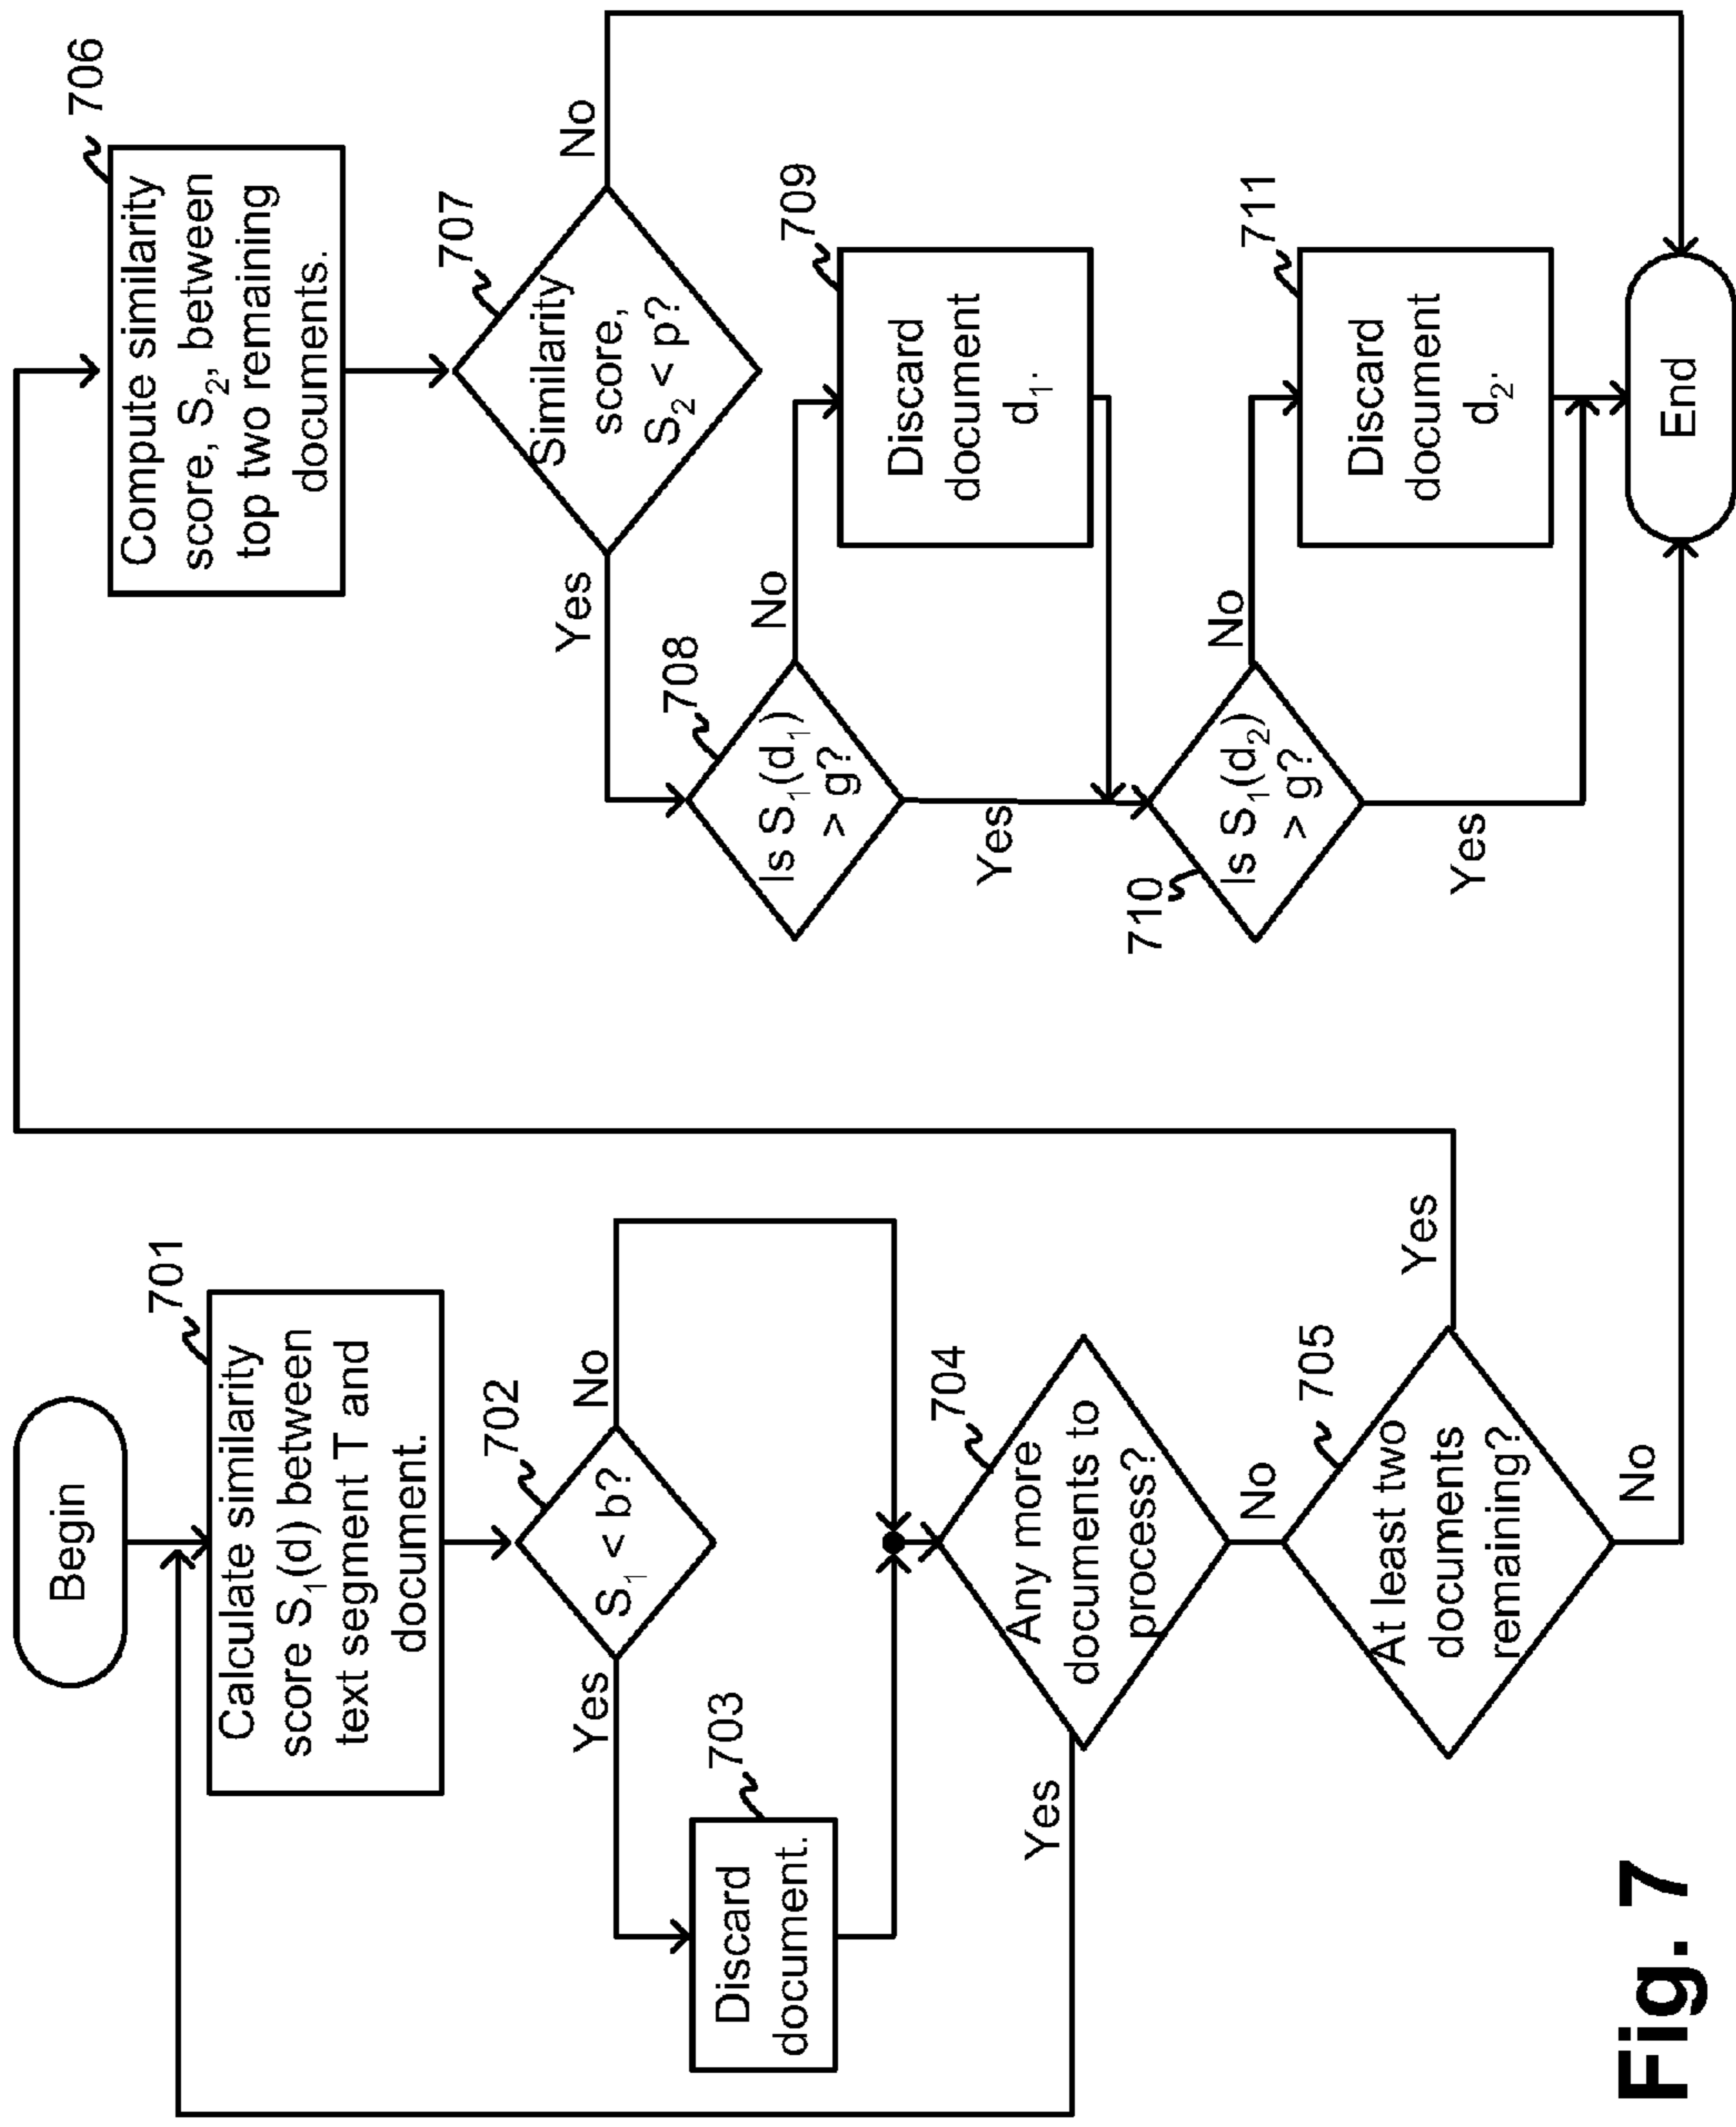 Begin
701
Calculate similarity
score S₁(d) between
text segment T and
document.
702
S₁ < b?
Yes
No
703
Discard
document.
704
Any more
documents to
process?
Yes
No
705
At least two
documents
remaining?
Yes
No
706
Compute similarity
score, S₂, between
top two remaining
documents.
707
Similarity
score,
S₂ < p?
Yes
No
708
Is S₁(d₁)
> g?
No
Yes
709
Discard
document
d₁.
710
Is S₁(d₂)
> g?
No
Yes
711
Discard
document
d₂.
End
Fig. 7